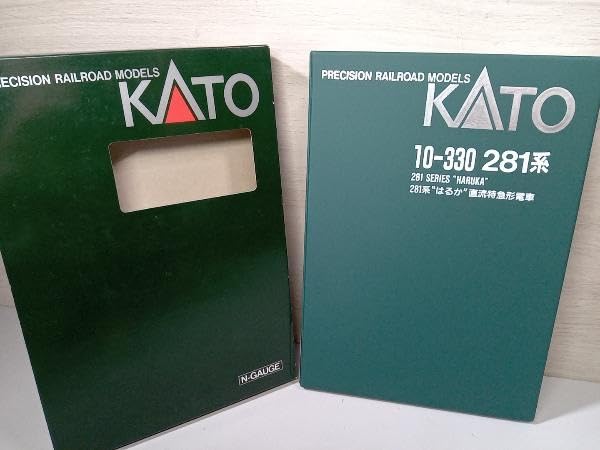 RECISION RAILROAD MODELS
KATO
N-GAUGE
PRECISION RAILROAD MODELS
KATO
10-330 281系
281 SERIES "HARUKA"
281系"はるか"直流特急形電車